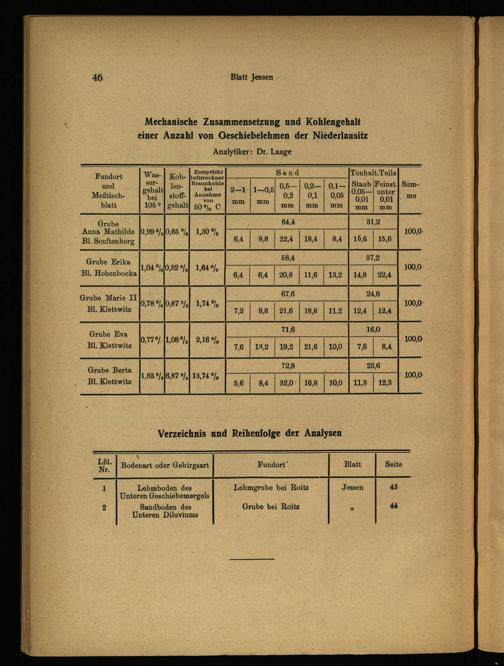 46
Blatt Jessen
Mechanische Zusammensetzung und Kohlengehalt
einer Anzahl von Geschiebelehmen der Niederlausitz
Analytiker: Dr. Laage
Fundort und Meßtisch-blatt | Was-ser-gehalt bei 105° | Koh-len-stoff-gehalt | Entspricht lufttrockner Braunkohle bei Annahme von 50 % C | Sand | Tonhalt. Teile | Sum-me
2—1 mm | 1—0,5 mm | 0,5—0,2 mm | 0,2—0,1 mm | 0,1—0,05 mm | Staub 0,05—0,01 mm | Feinst. unter 0,01 mm
Grube Anna Mathilde Bl. Senftenberg | 0,99 % | 0,65 % | 1,30 % | 64,4 | 31,2 | 100,0
6,4 | 8,8 | 22,4 | 18,4 | 8,4 | 15,6 | 15,6
Grube Erika Bl. Hohenbocka | 1,04 % | 0,82 % | 1,64 % | 58,4 | 37,2 | 100,0
6,4 | 6,4 | 20,8 | 11,6 | 13,2 | 14,8 | 22,4
Grube Marie II Bl. Klettwitz | 0,78 % | 0,87 % | 1,74 % | 67,6 | 24,8 | 100,0
7,2 | 8,8 | 21,6 | 18,8 | 11.2 | 12,4 | 12,4
Grube Eva Bl. Klettwitz | 0,77 % | 1,08 % | 2,16 % | 71,6 | 16,0 | 100,0
7,6 | 13,2 | 19,2 | 21,6 | 10,0 | 7,6 | 8,4
Grube Berta Bl. Klettwitz | 1,83 % | 6,87 % | 13,74 % | 72,8 | 23,6 | 100,0
5,6 | 8,4 | 32,0 | 16,8 | 10,0 | 11,3 | 12,3
Verzeichnis und Reihenfolge der Analysen
Lfd. Nr. | Bodenart oder Gebirgsart | Fundort | Blatt | Seite
1 | Lehmboden des Unteren Geschiebemergels | Lehmgrube bei Roitz | Jessen | 43
2 | Sandboden des Unteren Diluviums | Grube bei Roitz | „ | 44